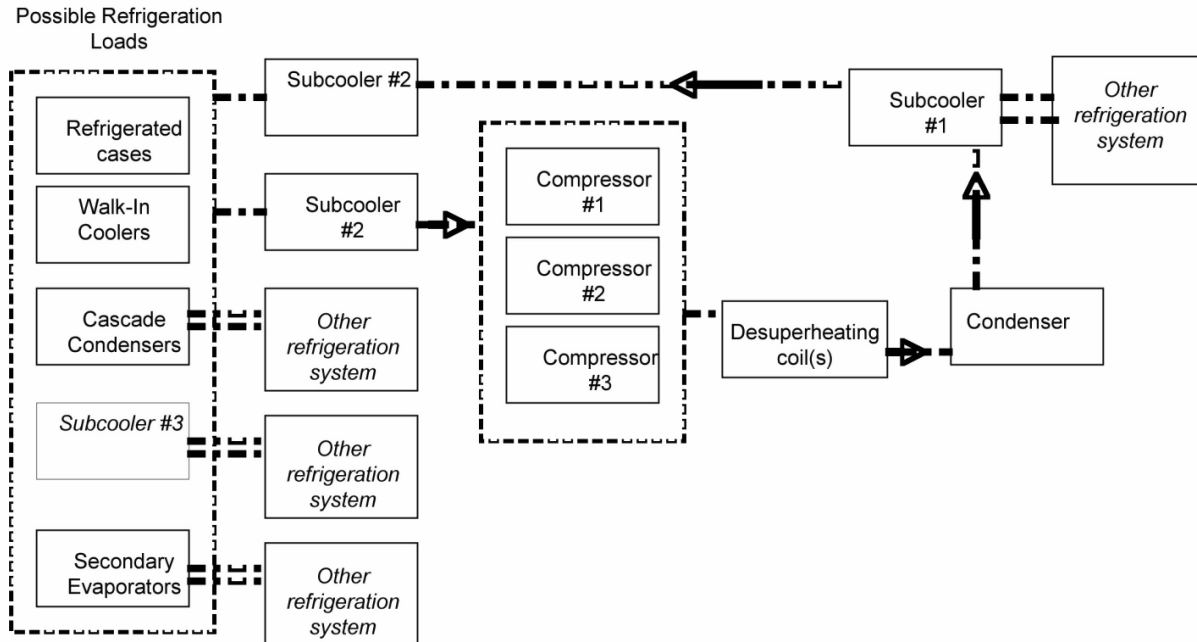 Possible Refrigeration
Loads
Refrigerated
cases
Walk-In
Coolers
Cascade
Condensers
Subcooler #3
Secondary
Evaporators
Subcooler #2
Subcooler
#2
Other
refrigeration
system
Other
refrigeration
system
Other
refrigeration
system
Compressor
#1
Compressor
#2
Compressor
#3
Desuperheating
coil(s)
Condenser
Subcooler
#1
Other
refrigeration
system